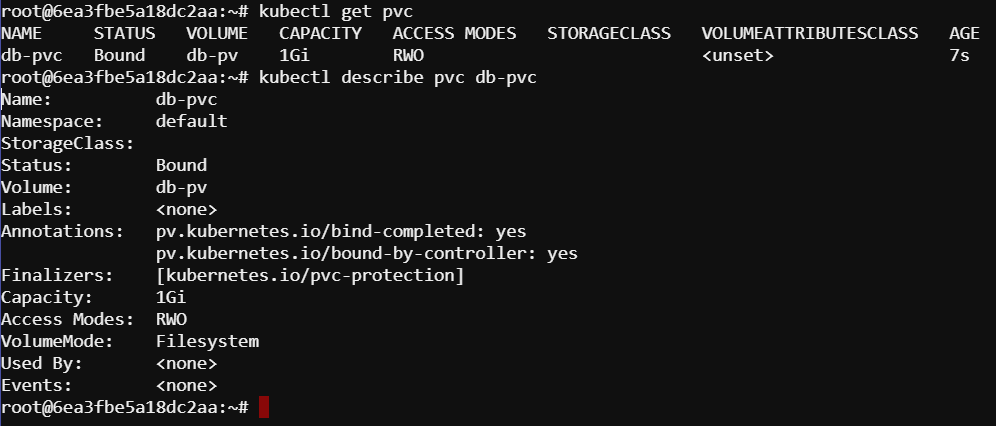 root@6ea3fbe5a18dc2aa:~# kubectl get pvc
NAME     STATUS   VOLUME   CAPACITY   ACCESS MODES   STORAGECLASS   VOLUMEATTRIBUTESCLASS   AGE
db-pvc   Bound    db-pv    1Gi        RWO                           <unset>                 7s
root@6ea3fbe5a18dc2aa:~# kubectl describe pvc db-pvc
Name:          db-pvc
Namespace:     default
StorageClass:
Status:        Bound
Volume:        db-pv
Labels:        <none>
Annotations:   pv.kubernetes.io/bind-completed: yes
               pv.kubernetes.io/bound-by-controller: yes
Finalizers:    [kubernetes.io/pvc-protection]
Capacity:      1Gi
Access Modes:  RWO
VolumeMode:    Filesystem
Used By:       <none>
Events:        <none>
root@6ea3fbe5a18dc2aa:~#